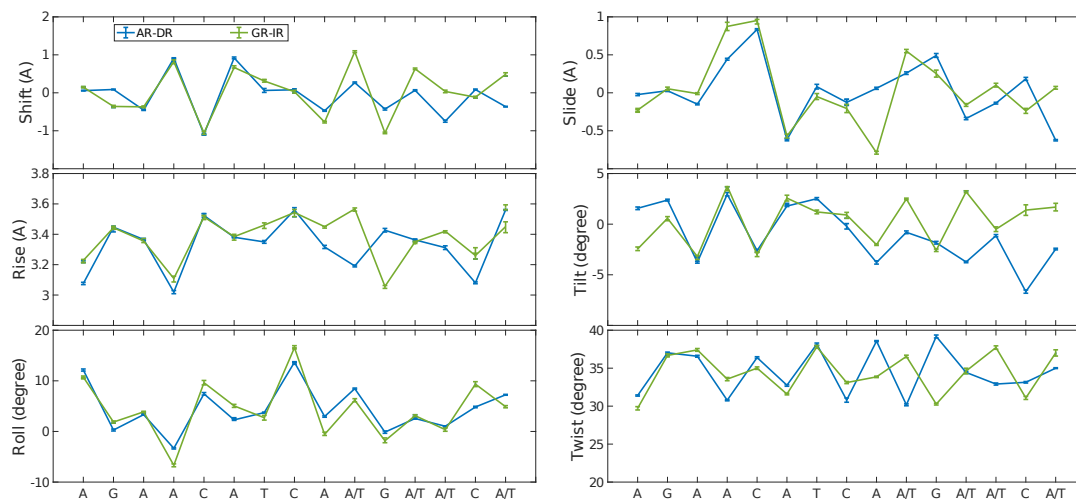 AR-DR GR-IR
Shift (A)
2
1
0
-1
-2
Slide (A)
1
0.5
0
-0.5
Rise (A)
3.8
3.6
3.4
3.2
3
Tilt (degree)
5
0
-5
Roll (degree)
20
10
0
-10
A G A A C A T C A A/T G A/T A/T C A/T
Twist (degree)
40
35
30
25
20
A G A A C A T C A A/T G A/T A/T C A/T